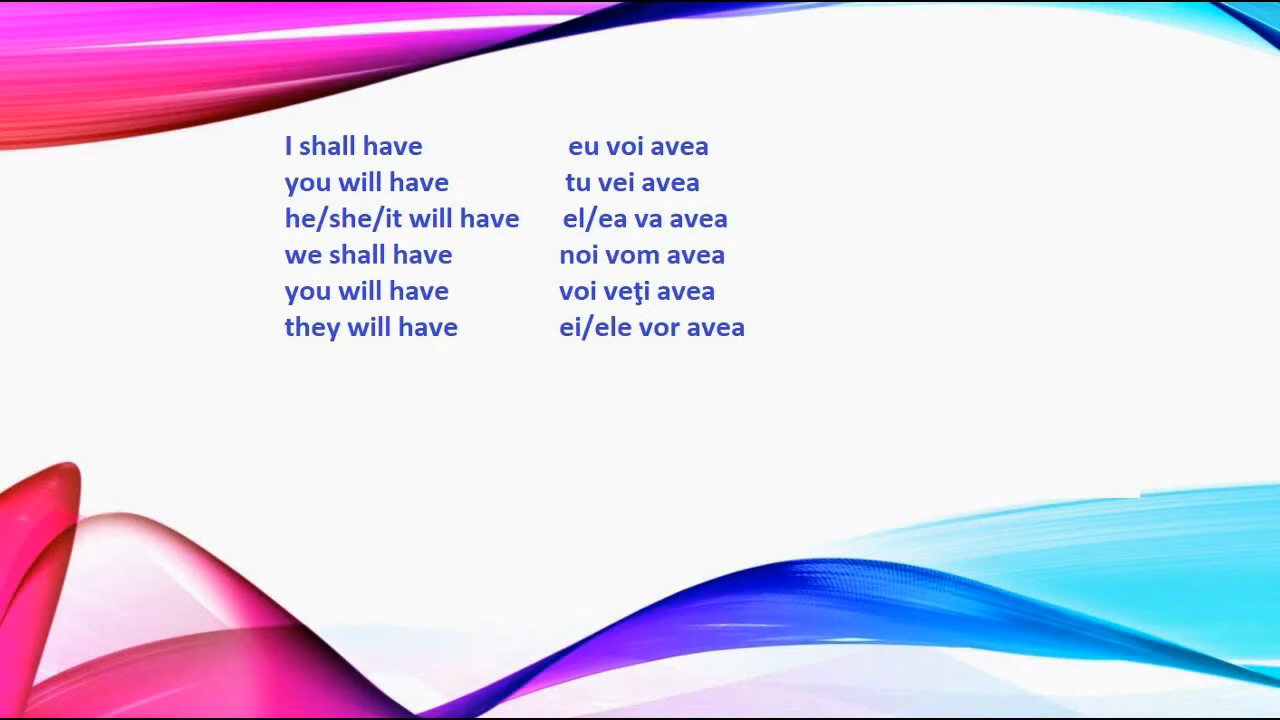 I shall have eu voi avea
you will have tu vei avea
he/she/it will have el/ea va avea
we shall have noi vom avea
you will have voi veţi avea
they will have ei/ele vor avea